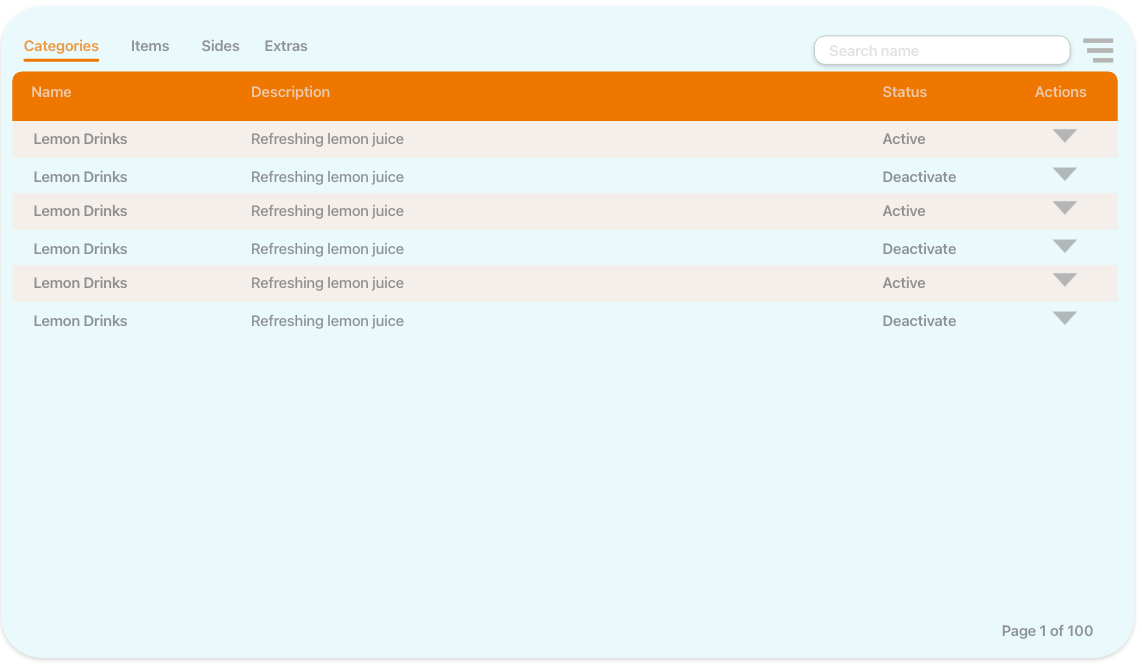 Categories Items Sides Extras Search name
Name Description Status Actions
Lemon Drinks Refreshing lemon juice Active
Lemon Drinks Refreshing lemon juice Deactivate
Lemon Drinks Refreshing lemon juice Active
Lemon Drinks Refreshing lemon juice Deactivate
Lemon Drinks Refreshing lemon juice Active
Lemon Drinks Refreshing lemon juice Deactivate
Page 1 of 100